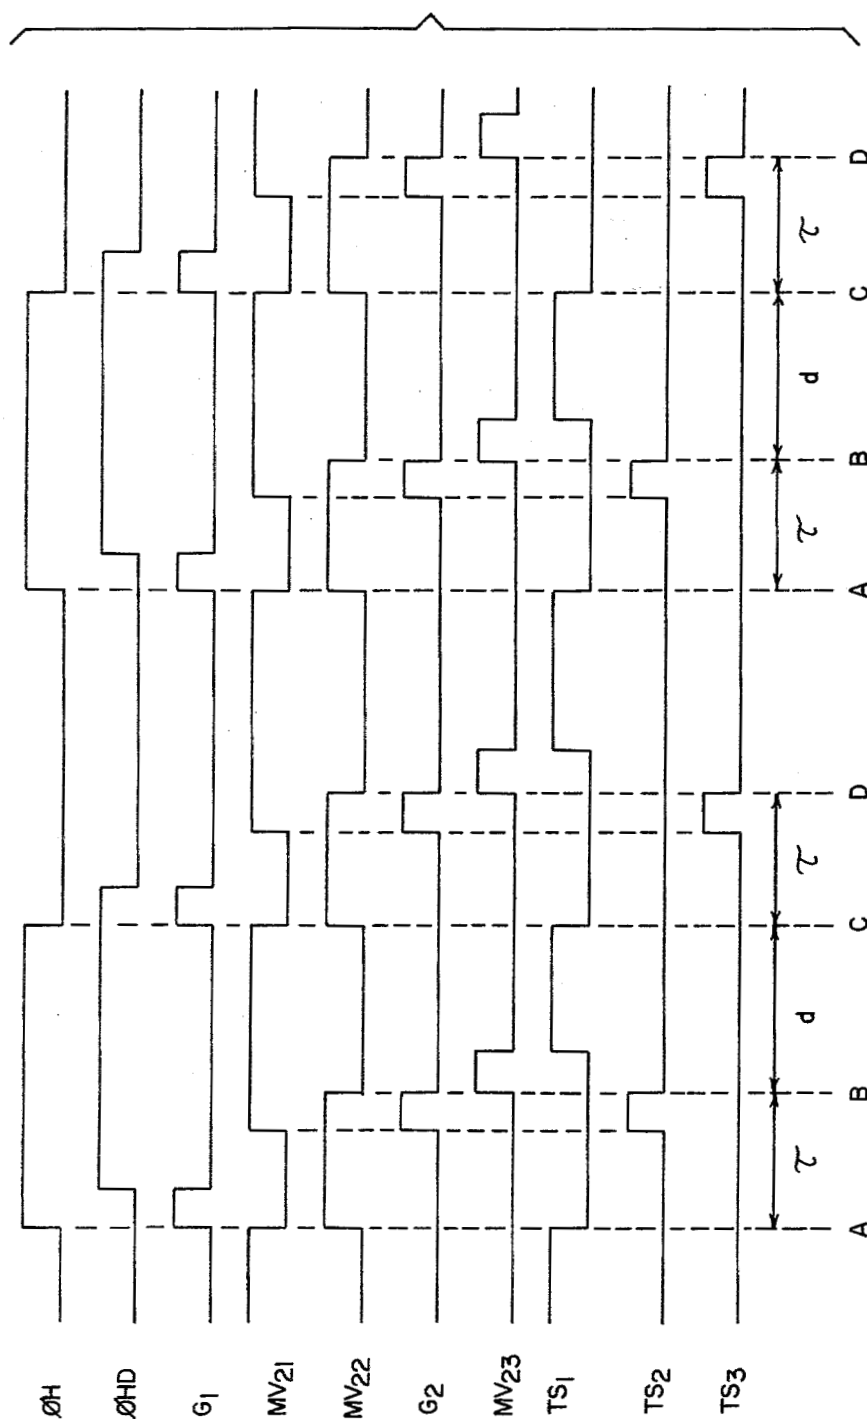 ØH
ØHD
G1
MV21
MV22
G2
MV23
TS1
TS2
TS3
τ d τ τ d τ
A B C D A B C D